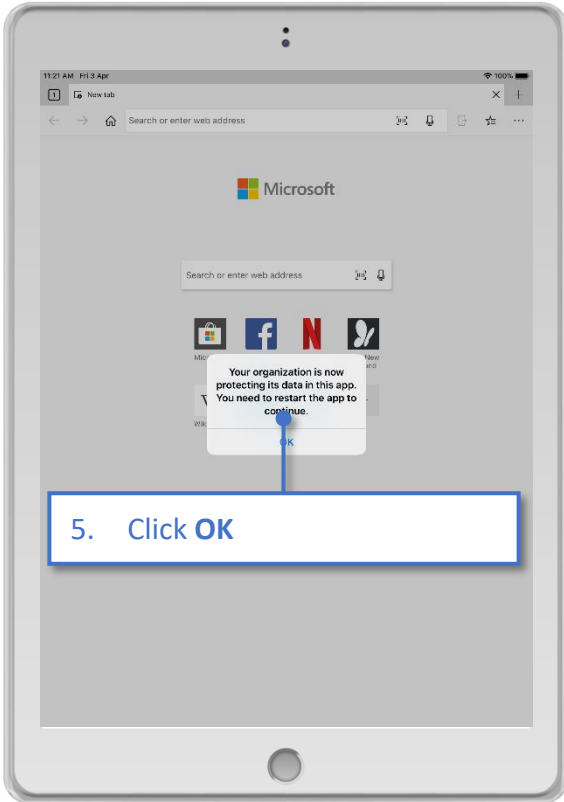 11:21 AM Fri 3 Apr 100%
1 New tab
Search or enter web address
Microsoft
Search or enter web address
Your organization is now
protecting its data in this app.
You need to restart the app to
continue.
OK
5. Click OK